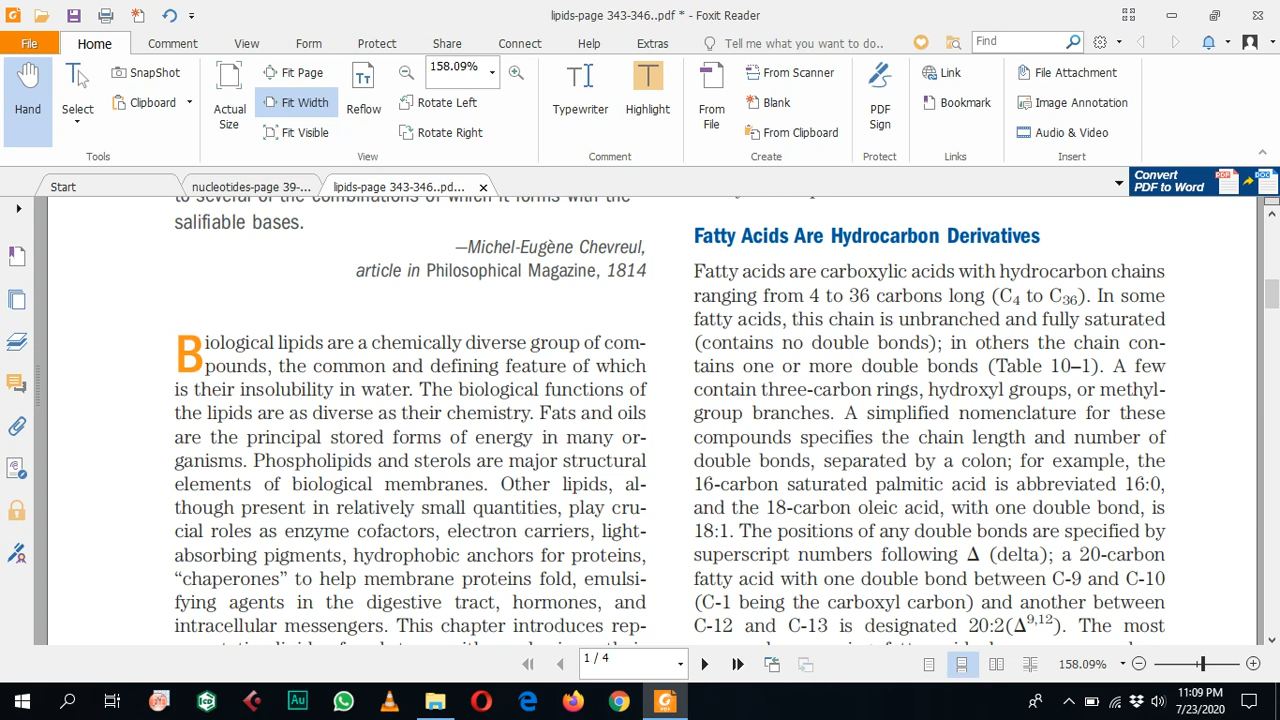 lipids-page 343-346..pdf * - Foxit Reader
File
Home
Comment
View
Form
Protect
Share
Connect
Help
Extras
Tell me what you want to do...
Find
Hand
Select
SnapShot
Clipboard
Tools
Actual
Size
Fit Page
Fit Width
Fit Visible
Reflow
158.09%
Rotate Left
Rotate Right
View
Typewriter
Highlight
Comment
From
File
From Scanner
Blank
From Clipboard
Create
PDF
Sign
Protect
Link
Bookmark
Links
File Attachment
Image Annotation
Audio & Video
Insert
Start
nucleotides-page 39-...
lipids-page 343-346..pd...
Convert
PDF to Word
to several of the combinations of which it forms with the
salifiable bases.
—Michel-Eugène Chevreul,
article in Philosophical Magazine, 1814
Biological lipids are a chemically diverse group of com-
pounds, the common and defining feature of which
is their insolubility in water. The biological functions of
the lipids are as diverse as their chemistry. Fats and oils
are the principal stored forms of energy in many or-
ganisms. Phospholipids and sterols are major structural
elements of biological membranes. Other lipids, al-
though present in relatively small quantities, play cru-
cial roles as enzyme cofactors, electron carriers, light-
absorbing pigments, hydrophobic anchors for proteins,
“chaperones” to help membrane proteins fold, emulsi-
fying agents in the digestive tract, hormones, and
intracellular messengers. This chapter introduces rep-
Fatty Acids Are Hydrocarbon Derivatives
Fatty acids are carboxylic acids with hydrocarbon chains
ranging from 4 to 36 carbons long (C4 to C36). In some
fatty acids, this chain is unbranched and fully saturated
(contains no double bonds); in others the chain con-
tains one or more double bonds (Table 10–1). A few
contain three-carbon rings, hydroxyl groups, or methyl-
group branches. A simplified nomenclature for these
compounds specifies the chain length and number of
double bonds, separated by a colon; for example, the
16-carbon saturated palmitic acid is abbreviated 16:0,
and the 18-carbon oleic acid, with one double bond, is
18:1. The positions of any double bonds are specified by
superscript numbers following Δ (delta); a 20-carbon
fatty acid with one double bond between C-9 and C-10
(C-1 being the carboxyl carbon) and another between
C-12 and C-13 is designated 20:2(Δ9,12). The most
1 / 4
158.09%
11:09 PM
7/23/2020